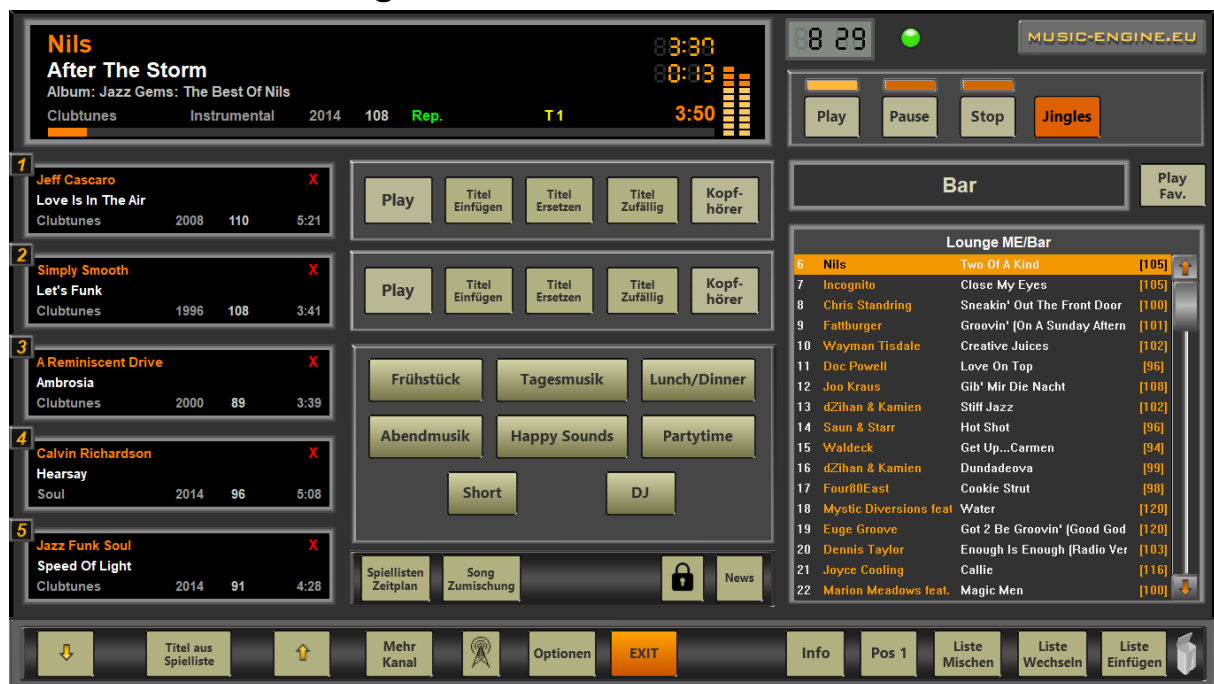 Nils
3:37
After The Storm
0:13
Album: Jazz Gems: The Best Of Nils
Clubtunes Instrumental 2014 108 Rep. T1 3:50
8 29
MUSIC-ENGINE.EU
Play Pause Stop Jingles
1
Jeff Cascaro X
Love Is In The Air
Clubtunes 2008 110 5:21
2
Simply Smooth X
Let's Funk
Clubtunes 1996 108 3:41
3
A Reminiscent Drive X
Ambrosia
Clubtunes 2000 89 3:39
4
Calvin Richardson X
Hearsay
Soul 2014 96 5:08
5
Jazz Funk Soul X
Speed Of Light
Clubtunes 2014 91 4:28
Play
Titel
Einfügen
Titel
Ersetzen
Titel
Zufällig
Kopf-
hörer
Play
Titel
Einfügen
Titel
Ersetzen
Titel
Zufällig
Kopf-
hörer
Frühstück Tagesmusik Lunch/Dinner
Abendmusik Happy Sounds Partytime
Short DJ
Spiellisten
Zeitplan
Song
Zumischung
News
Bar
Play
Fav.
Lounge ME/Bar
6 Nils Two Of A Kind [105]
7 Incognito Close My Eyes [105]
8 Chris Standring Sneakin' Out The Front Door [100]
9 Fattburger Groovin' (On A Sunday Aftern [101]
10 Wayman Tisdale Creative Juices [102]
11 Doc Powell Love On Top [96]
12 Joo Kraus Gib' Mir Die Nacht [108]
13 dZihan & Kamien Stiff Jazz [102]
14 Saun & Starr Hot Shot [96]
15 Waldeck Get Up...Carmen [94]
16 dZihan & Kamien Dundadeova [99]
17 Four80East Cookie Strut [98]
18 Mystic Diversions feat Water [120]
19 Euge Groove Got 2 Be Groovin' (Good God [120]
20 Dennis Taylor Enough Is Enough (Radio Ver [103]
21 Joyce Cooling Callie [116]
22 Marion Meadows feat. Magic Men [100]
Titel aus
Spielliste
Mehr
Kanal
Optionen
EXIT
Info
Pos 1
Liste
Mischen
Liste
Wechseln
Liste
Einfügen